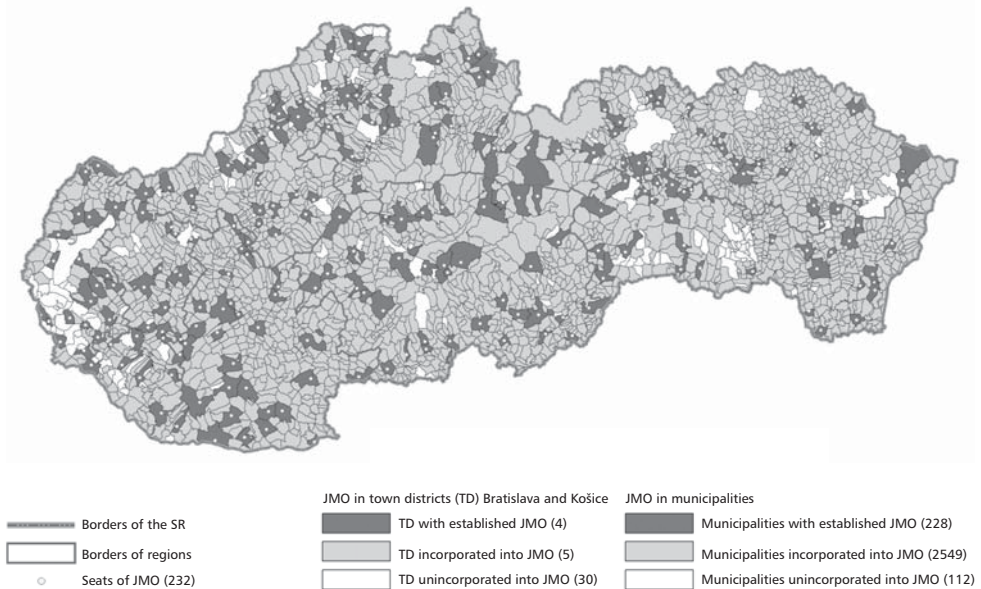 JMO in town districts (TD) Bratislava and Košice
JMO in municipalities
Borders of the SR
TD with established JMO (4)
Municipalities with established JMO (228)
Borders of regions
TD incorporated into JMO (5)
Municipalities incorporated into JMO (2549)
Seats of JMO (232)
TD unincorporated into JMO (30)
Municipalities unincorporated into JMO (112)